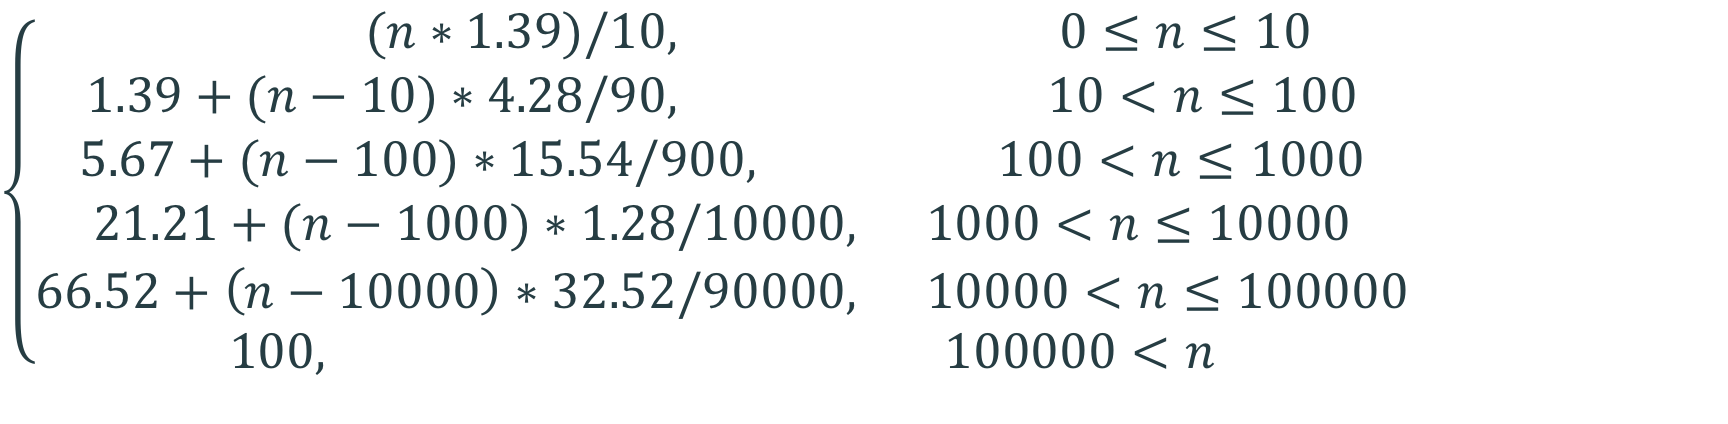 (n * 1.39)/10, 0 ≤ n ≤ 10
1.39 + (n − 10) * 4.28/90, 10 < n ≤ 100
5.67 + (n − 100) * 15.54/900, 100 < n ≤ 1000
21.21 + (n − 1000) * 1.28/10000, 1000 < n ≤ 10000
66.52 + (n − 10000) * 32.52/90000, 10000 < n ≤ 100000
100, 100000 < n